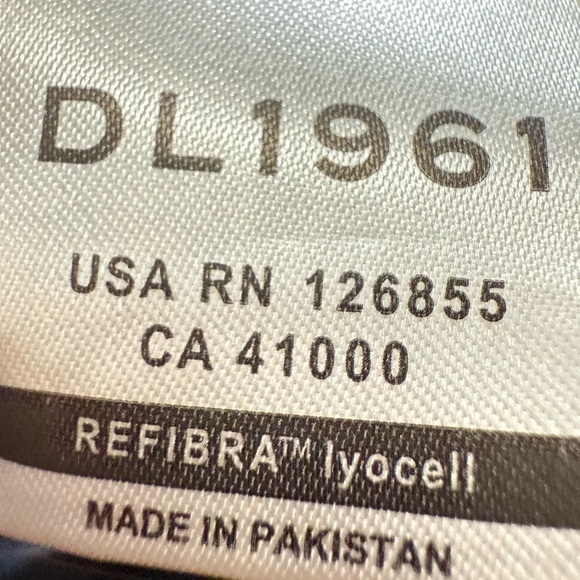 DL1961
USA RN 126855
CA 41000
REFIBRA™ lyocell
MADE IN PAKISTAN